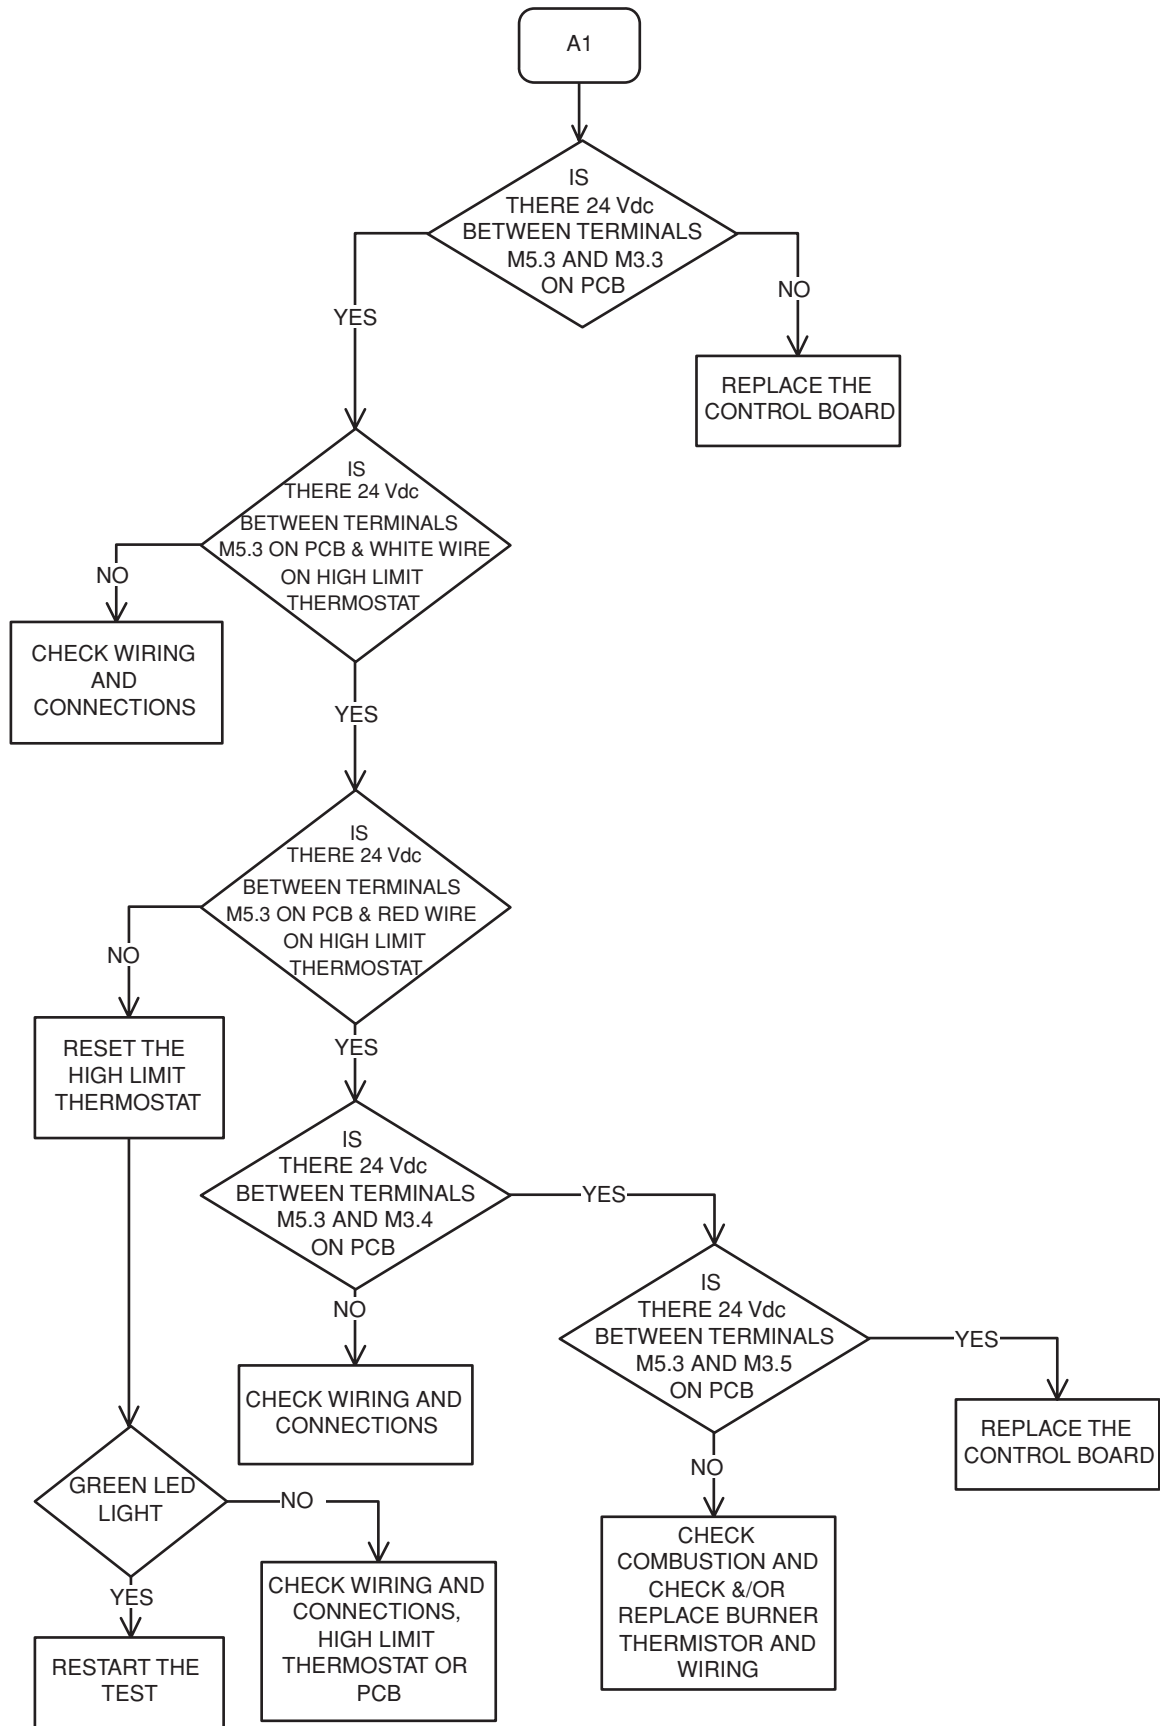 A1
IS
THERE 24 Vdc
BETWEEN TERMINALS
M5.3 AND M3.3
ON PCB
NO
YES
REPLACE THE
CONTROL BOARD
IS
THERE 24 Vdc
BETWEEN TERMINALS
M5.3 ON PCB & WHITE WIRE
ON HIGH LIMIT
THERMOSTAT
NO
CHECK WIRING
AND
CONNECTIONS
YES
IS
THERE 24 Vdc
BETWEEN TERMINALS
M5.3 ON PCB & RED WIRE
ON HIGH LIMIT
THERMOSTAT
NO
RESET THE
HIGH LIMIT
THERMOSTAT
YES
IS
THERE 24 Vdc
BETWEEN TERMINALS
M5.3 AND M3.4
ON PCB
YES
NO
CHECK WIRING AND
CONNECTIONS
IS
THERE 24 Vdc
BETWEEN TERMINALS
M5.3 AND M3.5
ON PCB
YES
REPLACE THE
CONTROL BOARD
NO
CHECK
COMBUSTION AND
CHECK &/OR
REPLACE BURNER
THERMISTOR AND
WIRING
GREEN LED
LIGHT
NO
CHECK WIRING AND
CONNECTIONS,
HIGH LIMIT
THERMOSTAT OR
PCB
YES
RESTART THE
TEST